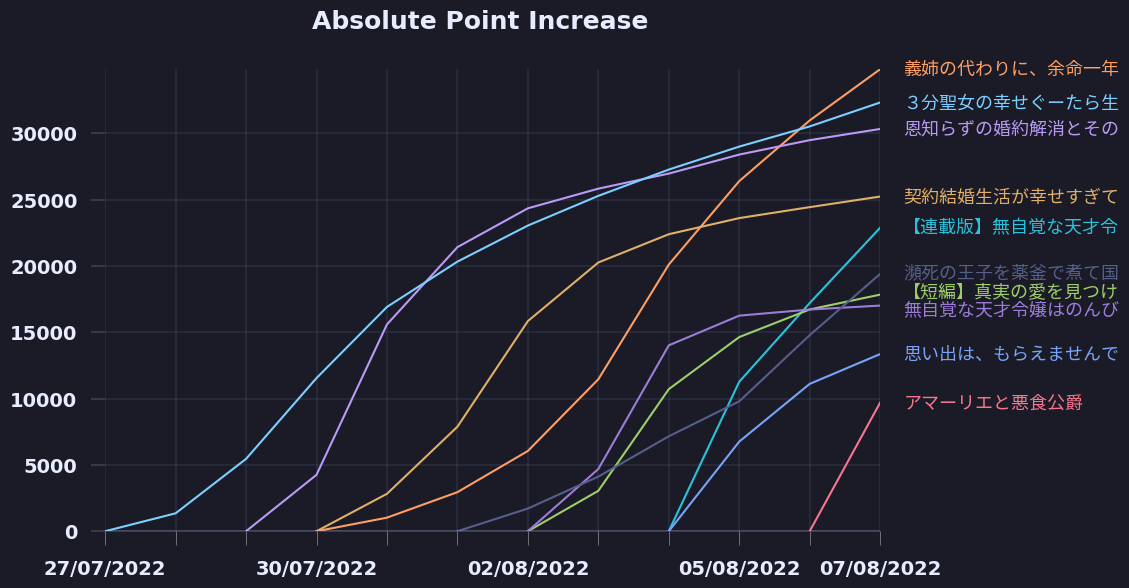 Absolute Point Increase
義姉の代わりに、余命一年
３分聖女の幸せぐーたら生
恩知らずの婚約解消とその
契約結婚生活が幸せすぎて
【連載版】無自覚な天才令
瀕死の王子を薬釜で煮て国
【短編】真実の愛を見つけ
無自覚な天才令嬢はのんび
思い出は、もらえませんで
アマーリエと悪食公爵
30000
25000
20000
15000
10000
5000
0
27/07/2022
30/07/2022
02/08/2022
05/08/2022
07/08/2022